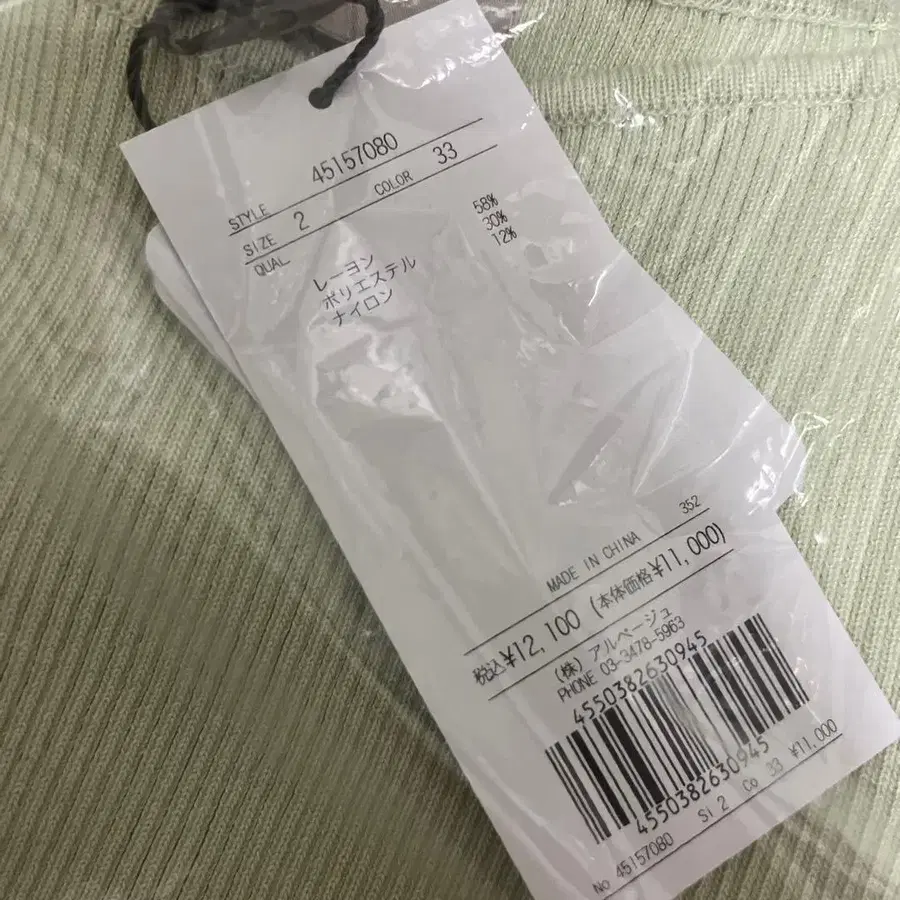 STYLE 45157080
SIZE 2 COLOR 33
QUAL
レーヨン 58%
ポリエステル 30%
ナイロン 12%
352
MADE IN CHINA
税込¥12,100 (本体価格¥11,000)
(株) アルページュ
PHONE 03-3478-5963
4550382630945
4550382630945
No 45157080 Si 2 Co 33 ¥11,000